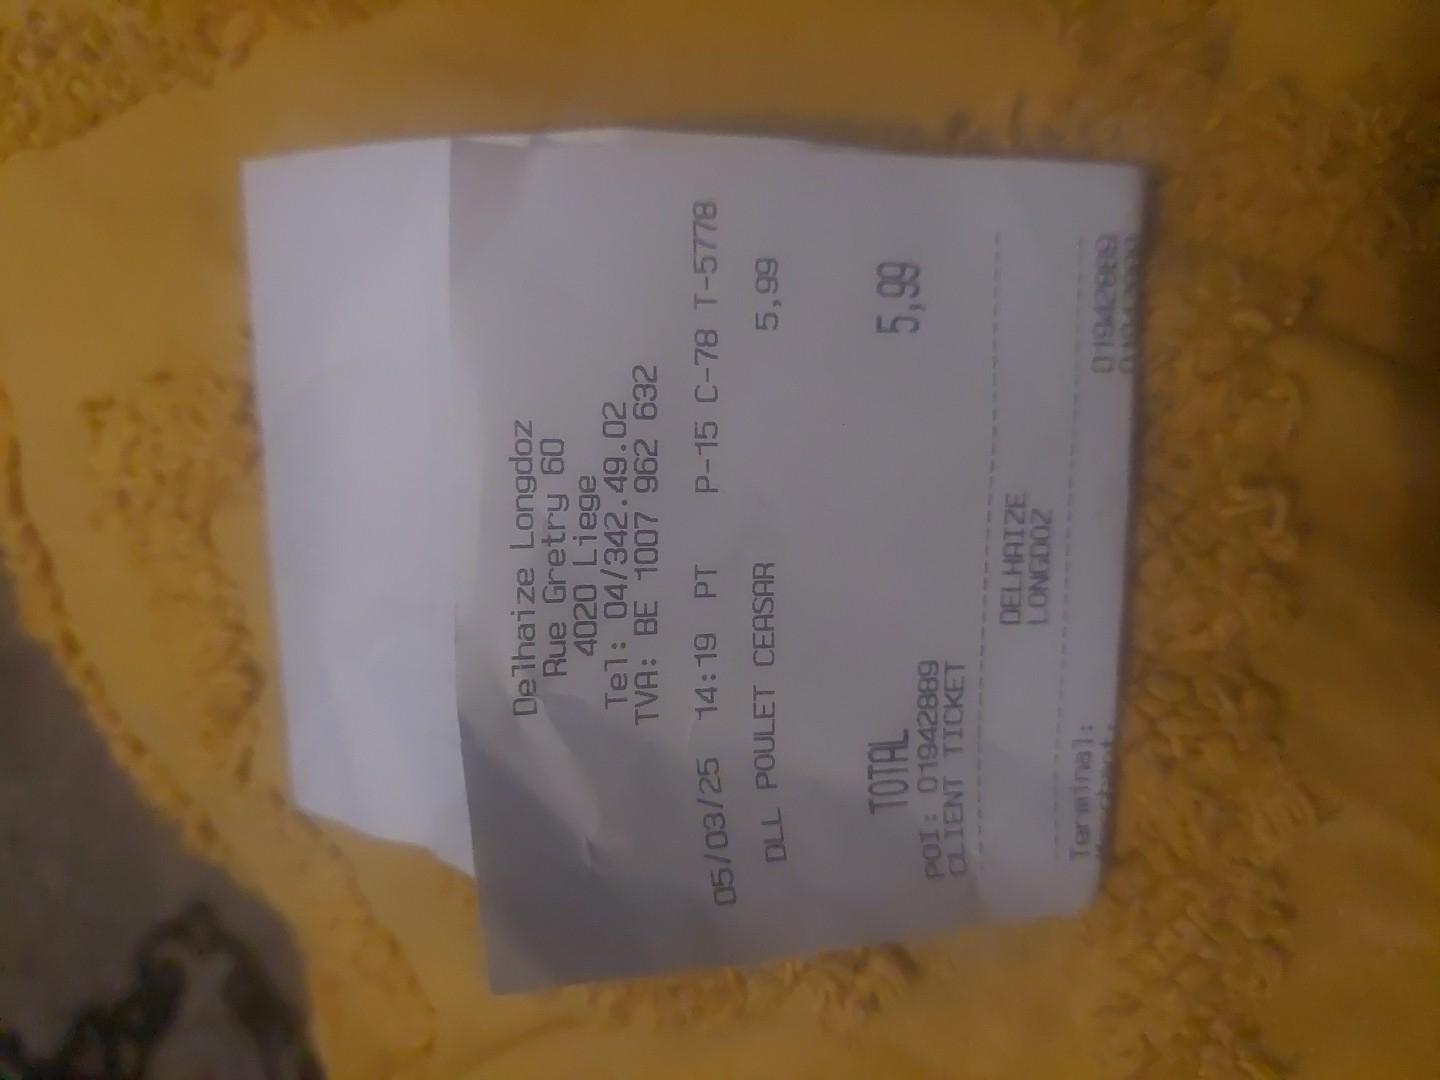 Delhaize Longdoz
Rue Gretry 60
4020 Liege
Tel: 04/342.49.02
TVA: BE 1007 962 632
05/03/25 14:19 PT P-15 C-78 T-5778
DLL POULET CEASAR 5,99
TOTAL 5,99
POI: 01942889
CLIENT TICKET
DELHAIZE
LONGDOZ
Terminal: 01942889